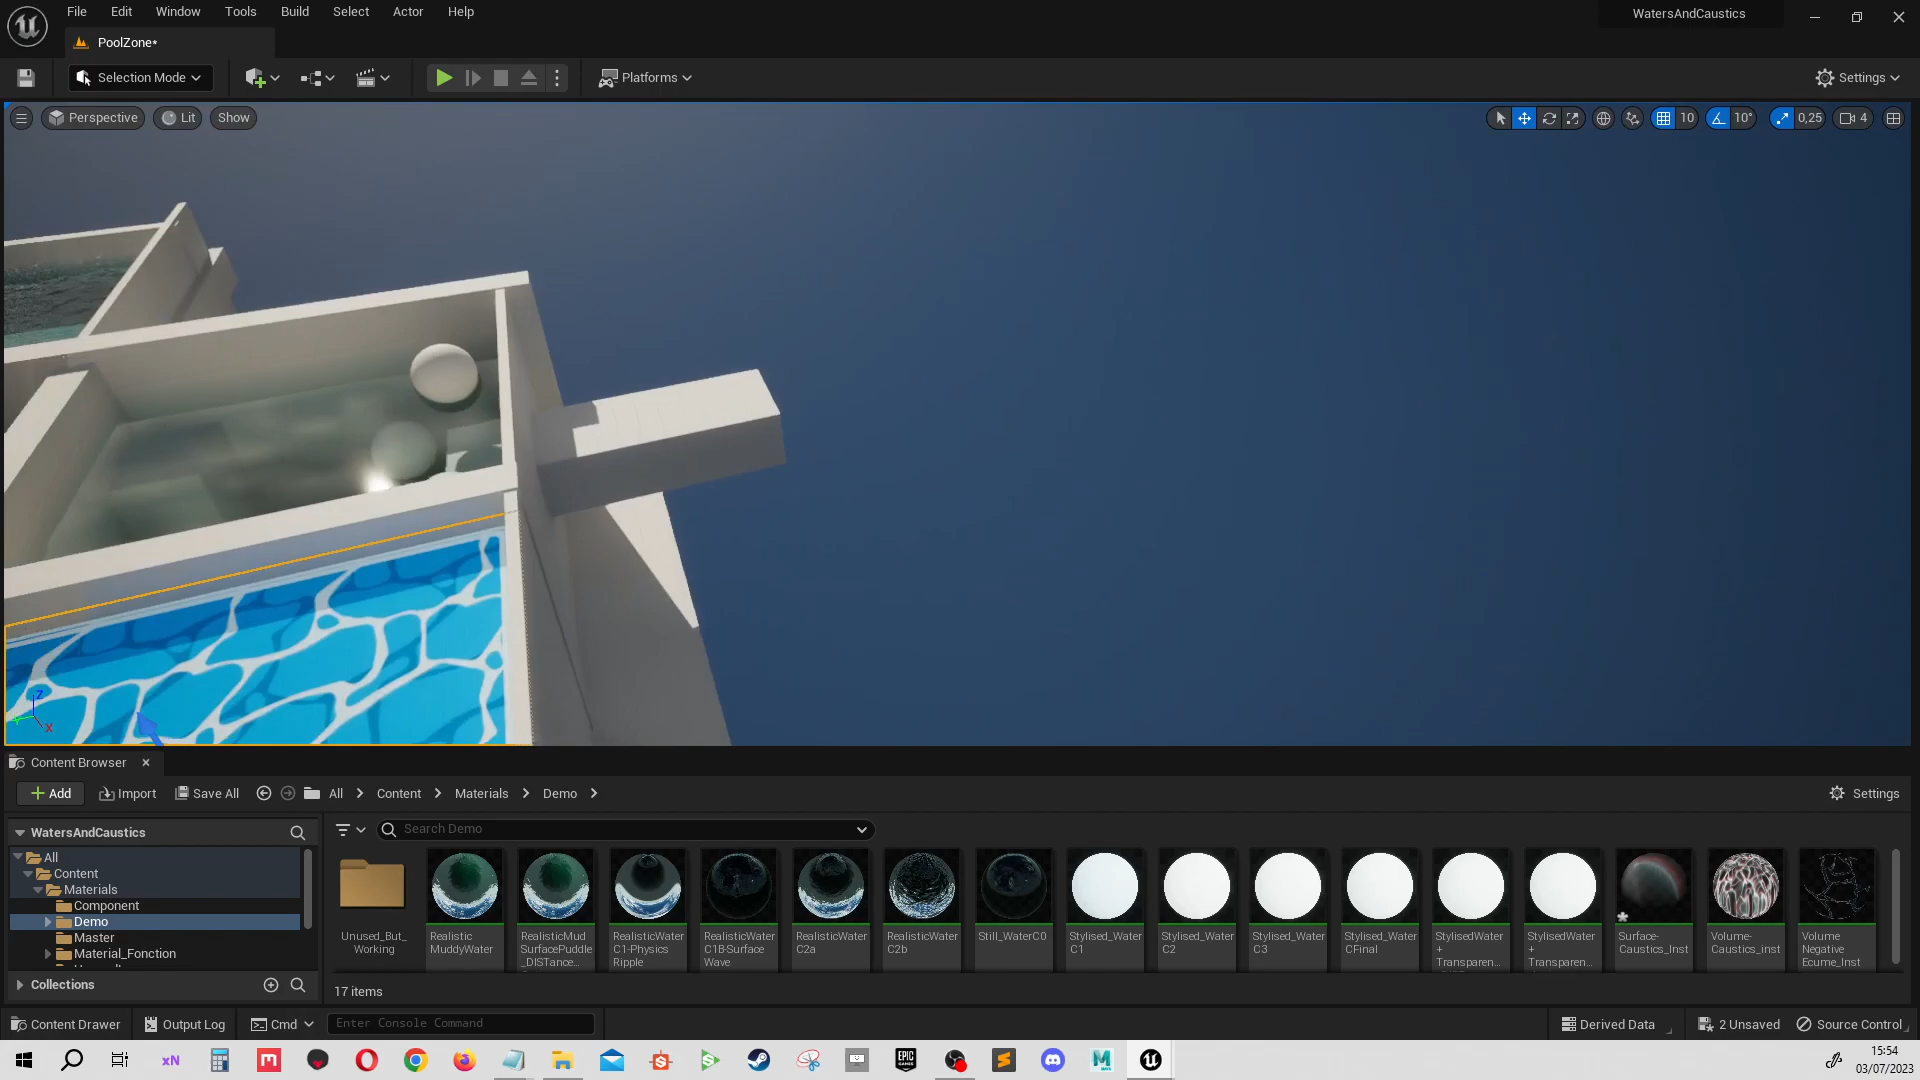 File Edit Window Tools Build Select Actor Help
WatersAndCaustics
PoolZone*
Selection Mode
Platforms
Settings
Perspective Lit Show
10 10° 0,25 4
Z
X
Content Browser
Add Import Save All All Content Materials Demo
Settings
WatersAndCaustics
Search Demo
All
Content
Materials
Component
Demo
Master
Material_Fonction
Collections
Unused_But_
Working
Realistic
MuddyWater
RealisticMud
SurfacePuddle
_DISTance...
RealisticWater
C1-Physics
Ripple
RealisticWater
C1B-Surface
Wave
RealisticWater
C2a
RealisticWater
C2b
Still_WaterC0
Stylised_Water
C1
Stylised_Water
C2
Stylised_Water
C3
Stylised_Water
CFinal
StylisedWater
+
Transparen...
StylisedWater
+
Transparen...
Surface-
Caustics_Inst
Volume-
Caustics_inst
Volume
Negative
Ecume_Inst
17 items
Content Drawer Output Log Cmd Enter Console Command
Derived Data 2 Unsaved Source Control
xN
EPIC
GAMES
15:54
03/07/2023